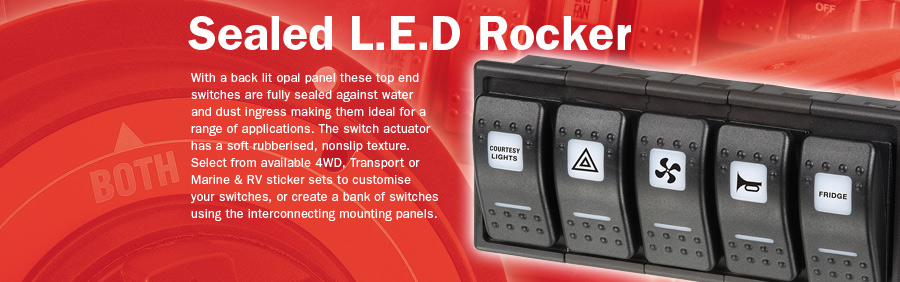 Sealed L.E.D Rocker
With a back lit opal panel these top end
switches are fully sealed against water
and dust ingress making them ideal for a
range of applications. The switch actuator
has a soft rubberised, nonslip texture.
Select from available 4WD, Transport or
Marine & RV sticker sets to customise
your switches, or create a bank of switches
using the interconnecting mounting panels.
BOTH
COURTESY
LIGHTS
FRIDGE
OFF